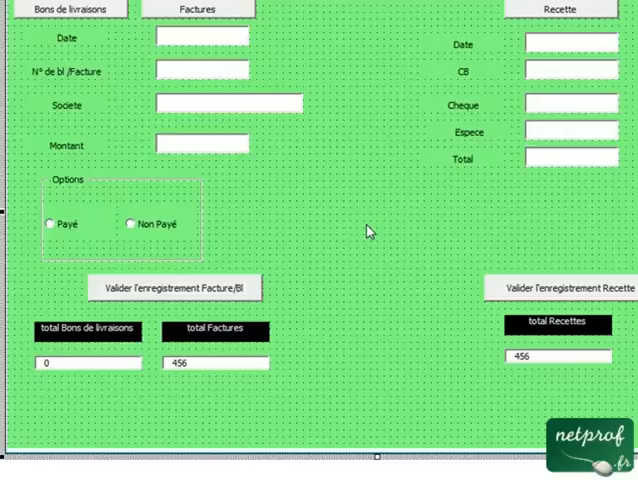 Bons de livraisons
Factures
Recette
Date
N° de bl /Facture
Societe
Montant
Date
CB
Cheque
Espece
Total
Options
Payé
Non Payé
Valider l'enregistrement Facture/Bl
Valider l'enregistrement Recette
total Bons de livraisons
total Factures
total Recettes
0
456
456
netprof
.fr